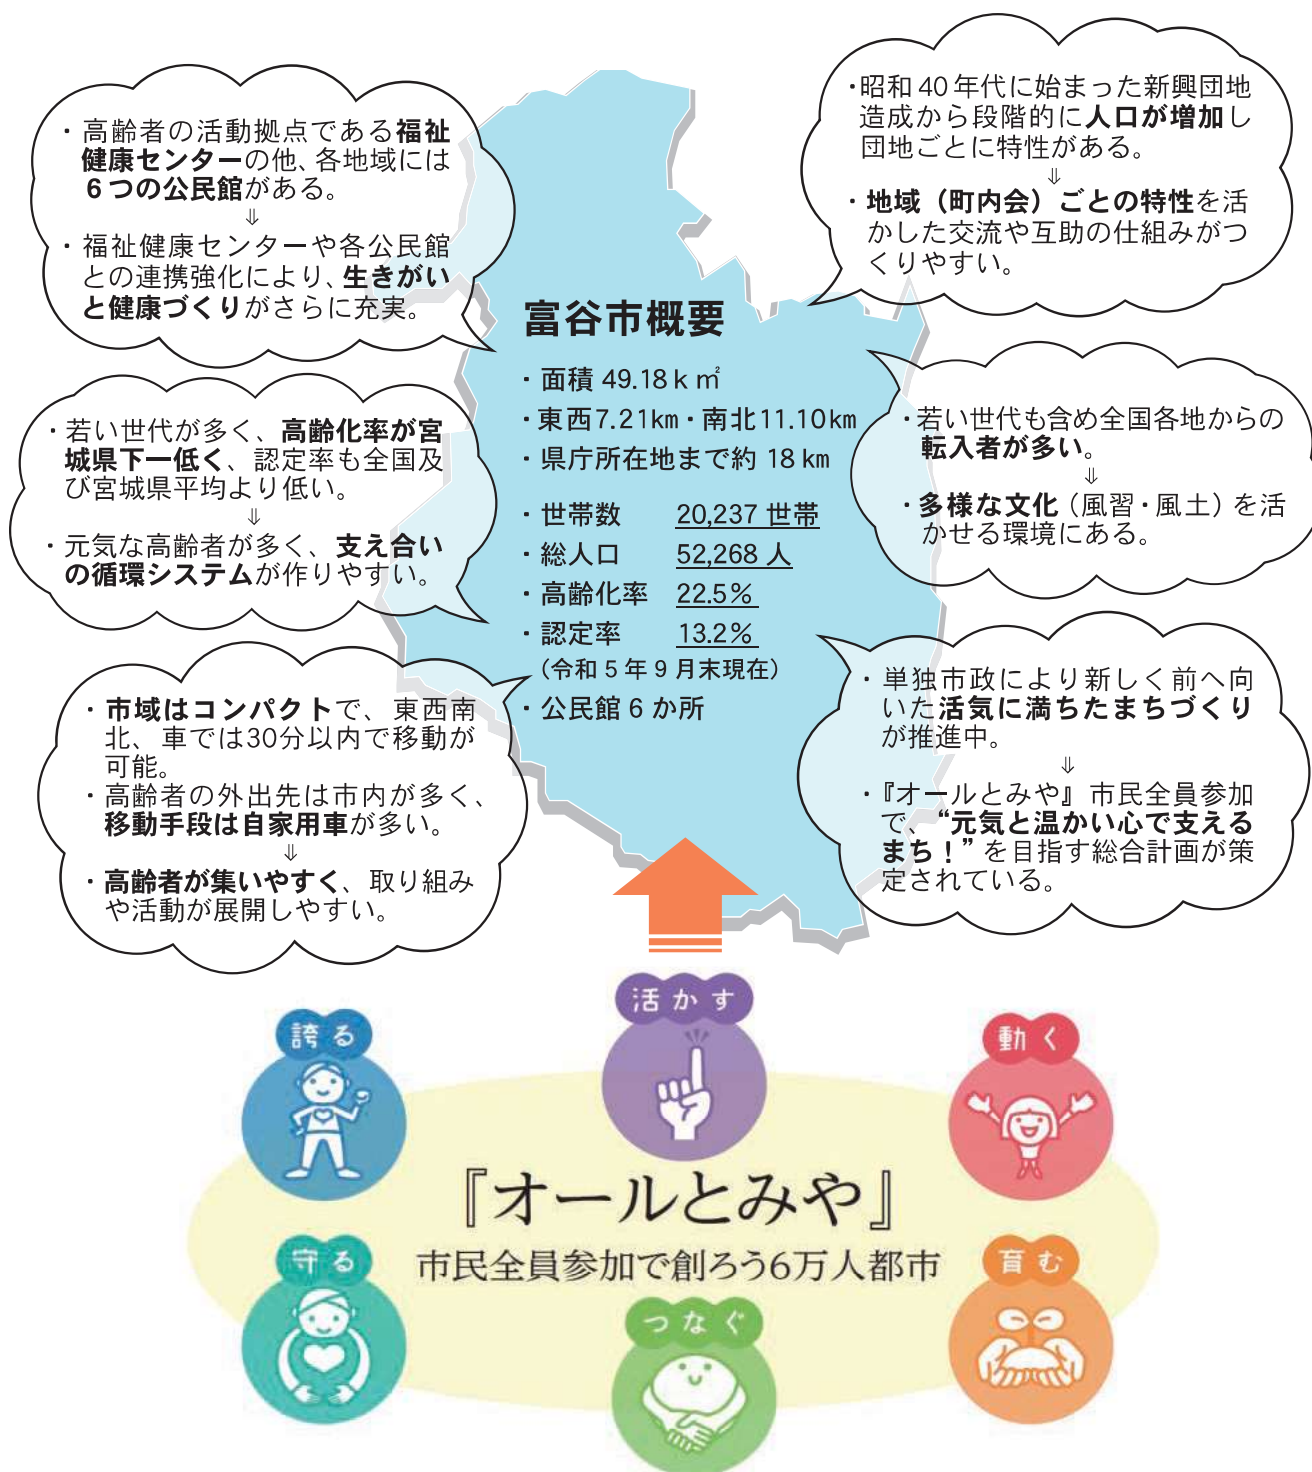 ・高齢者の活動拠点である福祉
健康センターの他、各地域には
6つの公民館がある。
⇓
・福祉健康センターや各公民館
との連携強化により、生きがい
と健康づくりがさらに充実。
・昭和 40 年代に始まった新興団地
造成から段階的に人口が増加し
団地ごとに特性がある。
⇓
・地域（町内会）ごとの特性を活
かした交流や互助の仕組みがつ
くりやすい。
・若い世代が多く、高齢化率が宮
城県下一低く、認定率も全国及
び宮城県平均より低い。
⇓
・元気な高齢者が多く、支え合い
の循環システムが作りやすい。
富谷市概要
・面積 49.18ｋ㎡
・東西7.21km・南北11.10km
・県庁所在地まで約 18 km
・世帯数 20,237 世帯
・総人口 52,268 人
・高齢化率 22.5%
・認定率 13.2%
（令和 5 年 9 月末現在）
・公民館 6 か所
・若い世代も含め全国各地からの
転入者が多い。
⇓
・多様な文化（風習・風土）を活
かせる環境にある。
・市域はコンパクトで、東西南
北、車では30分以内で移動が
可能。
・高齢者の外出先は市内が多く、
移動手段は自家用車が多い。
⇓
・高齢者が集いやすく、取り組み
や活動が展開しやすい。
・単独市政により新しく前へ向
いた活気に満ちたまちづくり
が推進中。
⇓
・『オールとみや』市民全員参加
で、“元気と温かい心で支える
まち！”を目指す総合計画が策
定されている。
活かす
誇る
動く
『オールとみや』
市民全員参加で創ろう6万人都市
守る
育む
つなぐ